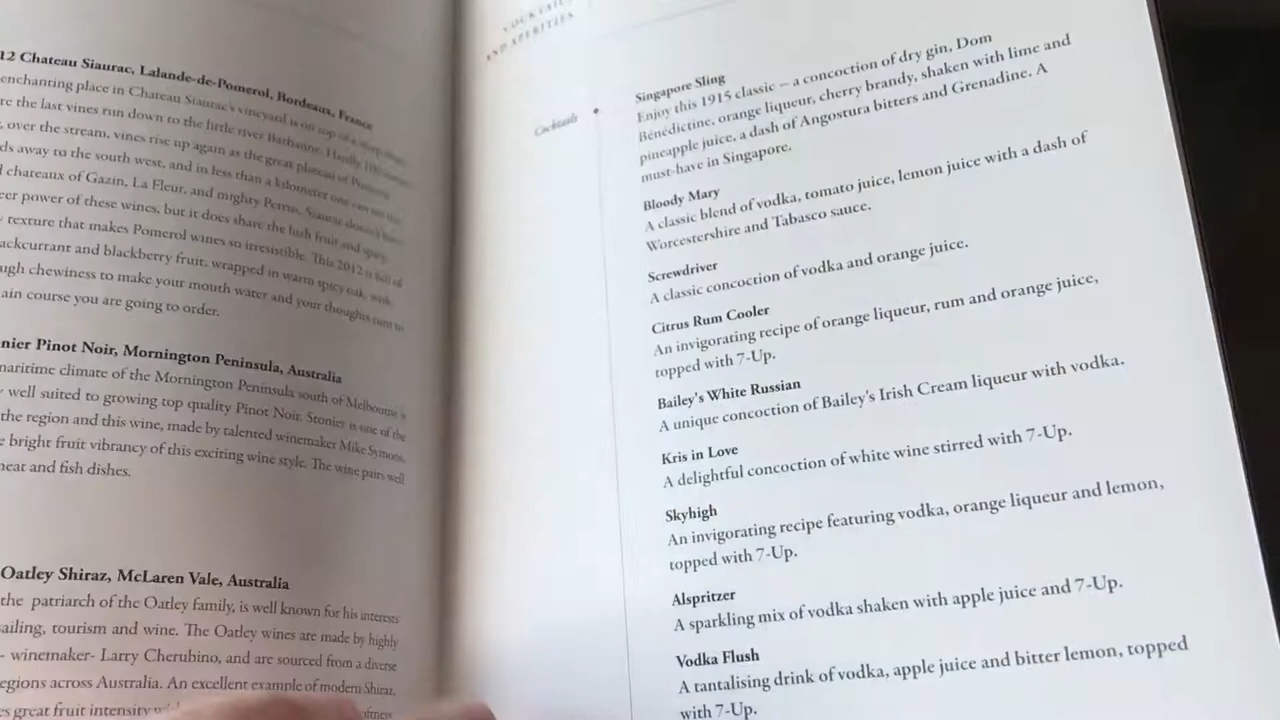 12 Chateau Siaurac, Lalande-de-Pomerol, Bordeaux, France
enchanting place in Chateau Siaurac's vineyard is on top of a
re the last vines run down to the little river Barbanne. Hardly 100
, over the stream, vines rise up again as the great plateau of Pomerol
ds away to the south west, and in less than a kilometer one can see the
l chateaux of Gazin, La Fleur, and mighty Petrus. Siaurac doesn't have
eer power of these wines, but it does share the lush fruit and spicy
texture that makes Pomerol wines so irresistible. This 2012 is full of
ackcurrant and blackberry fruit, wrapped in warm spicy oak, with
ugh chewiness to make your mouth water and your thoughts turn to
ain course you are going to order.
nier Pinot Noir, Mornington Peninsula, Australia
maritime climate of the Mornington Peninsula south of Melbourne is
well suited to growing top quality Pinot Noir. Stonier is one of the
the region and this wine, made by talented winemaker Mike Symons,
e bright fruit vibrancy of this exciting wine style. The wine pairs well
neat and fish dishes.
Oatley Shiraz, McLaren Vale, Australia
the patriarch of the Oatley family, is well known for his interests
ailing, tourism and wine. The Oatley wines are made by highly
- winemaker- Larry Cherubino, and are sourced from a diverse
egions across Australia. An excellent example of modern Shiraz,
es great fruit intensity
COCKTAILS
AND APERITIFS
Cocktails
Singapore Sling
Enjoy this 1915 classic – a concoction of dry gin, Dom
Bénedictine, orange liqueur, cherry brandy, shaken with lime and
pineapple juice, a dash of Angostura bitters and Grenadine. A
must-have in Singapore.
Bloody Mary
A classic blend of vodka, tomato juice, lemon juice with a dash of
Worcestershire and Tabasco sauce.
Screwdriver
A classic concoction of vodka and orange juice.
Citrus Rum Cooler
An invigorating recipe of orange liqueur, rum and orange juice,
topped with 7-Up.
Bailey's White Russian
A unique concoction of Bailey's Irish Cream liqueur with vodka.
Kris in Love
A delightful concoction of white wine stirred with 7-Up.
Skyhigh
An invigorating recipe featuring vodka, orange liqueur and lemon,
topped with 7-Up.
Alspritzer
A sparkling mix of vodka shaken with apple juice and 7-Up.
Vodka Flush
A tantalising drink of vodka, apple juice and bitter lemon, topped
with 7-Up.